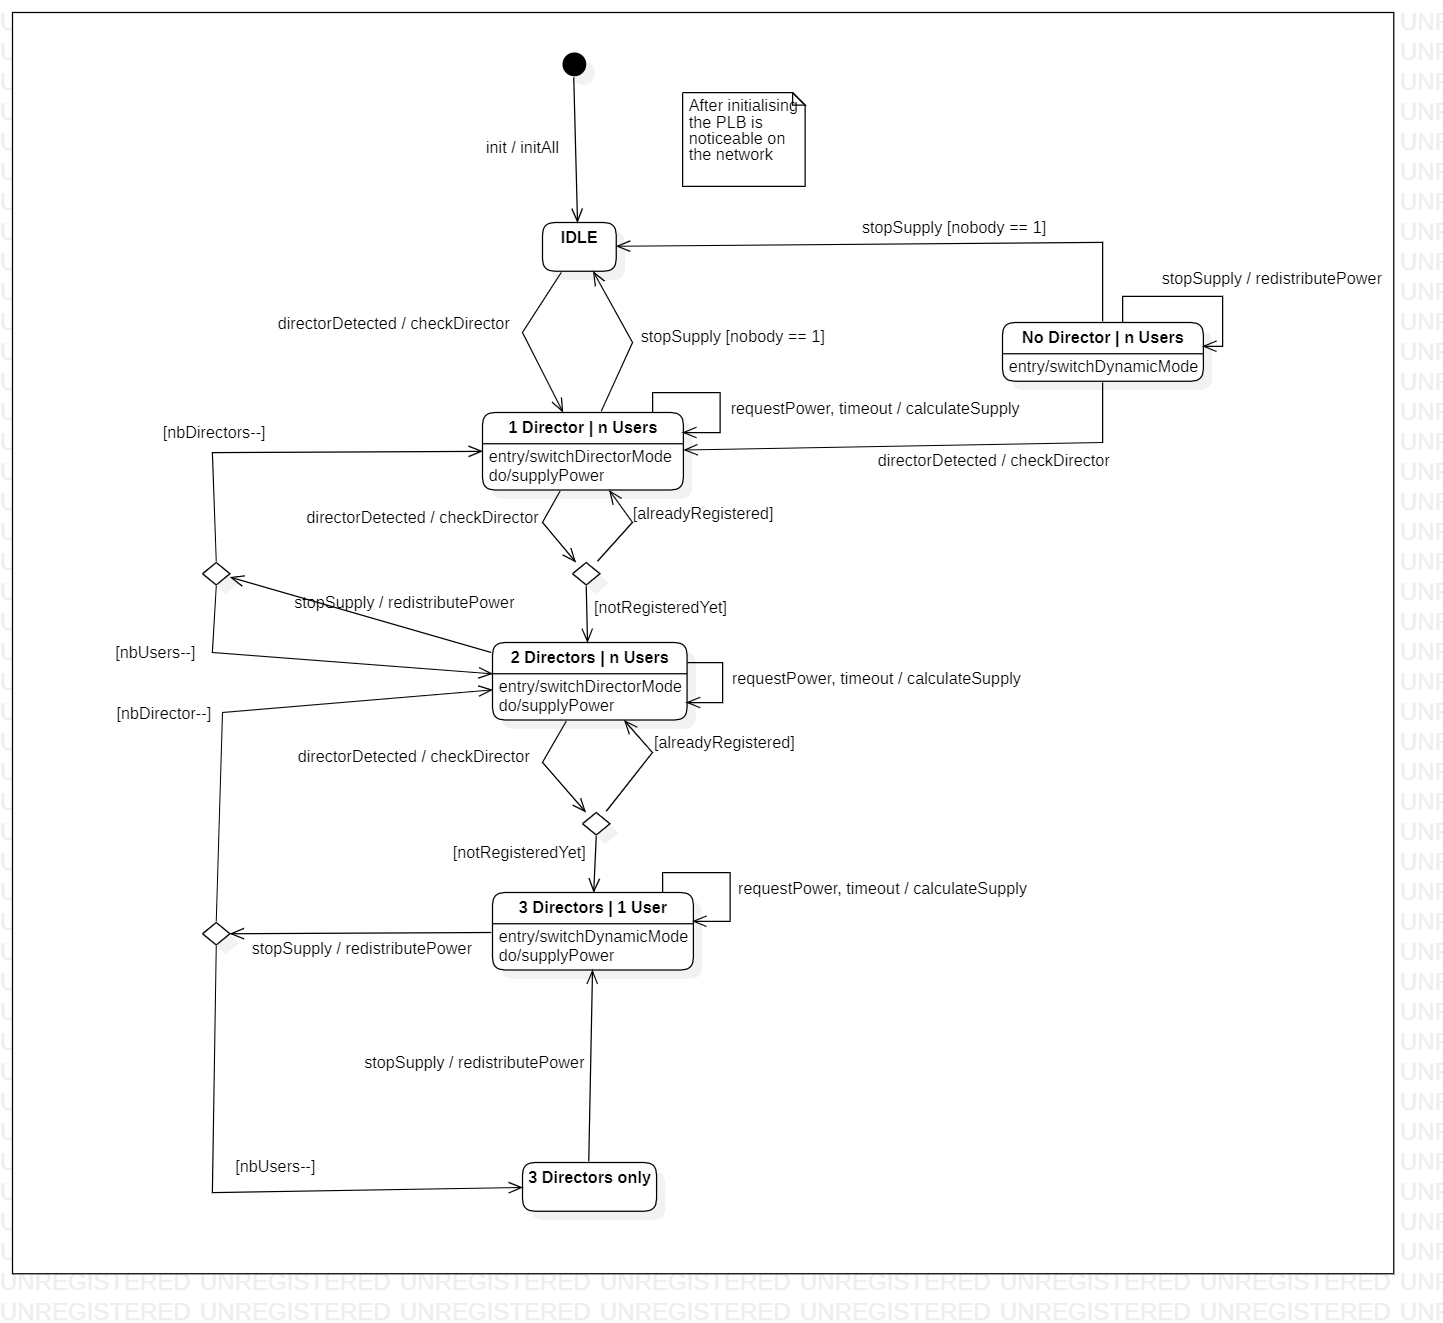 After initialising
the PLB is
noticeable on
the network
init / initAll
stopSupply [nobody == 1]
IDLE
stopSupply / redistributePower
directorDetected / checkDirector
stopSupply [nobody == 1]
No Director | n Users
entry/switchDynamicMode
requestPower, timeout / calculateSupply
[nbDirectors--]
1 Director | n Users
entry/switchDirectorMode
do/supplyPower
directorDetected / checkDirector
directorDetected / checkDirector
[alreadyRegistered]
stopSupply / redistributePower
[notRegisteredYet]
[nbUsers--]
2 Directors | n Users
entry/switchDirectorMode
do/supplyPower
requestPower, timeout / calculateSupply
[nbDirector--]
directorDetected / checkDirector
[alreadyRegistered]
[notRegisteredYet]
requestPower, timeout / calculateSupply
3 Directors | 1 User
entry/switchDynamicMode
do/supplyPower
stopSupply / redistributePower
stopSupply / redistributePower
[nbUsers--]
3 Directors only
UNREGISTERED UNREGISTERED UNREGISTERED UNREGISTERED UNREGISTERED UNREGISTERED UNREGISTERED
UNREGISTERED UNREGISTERED UNREGISTERED UNREGISTERED UNREGISTERED UNREGISTERED UNREGISTERED